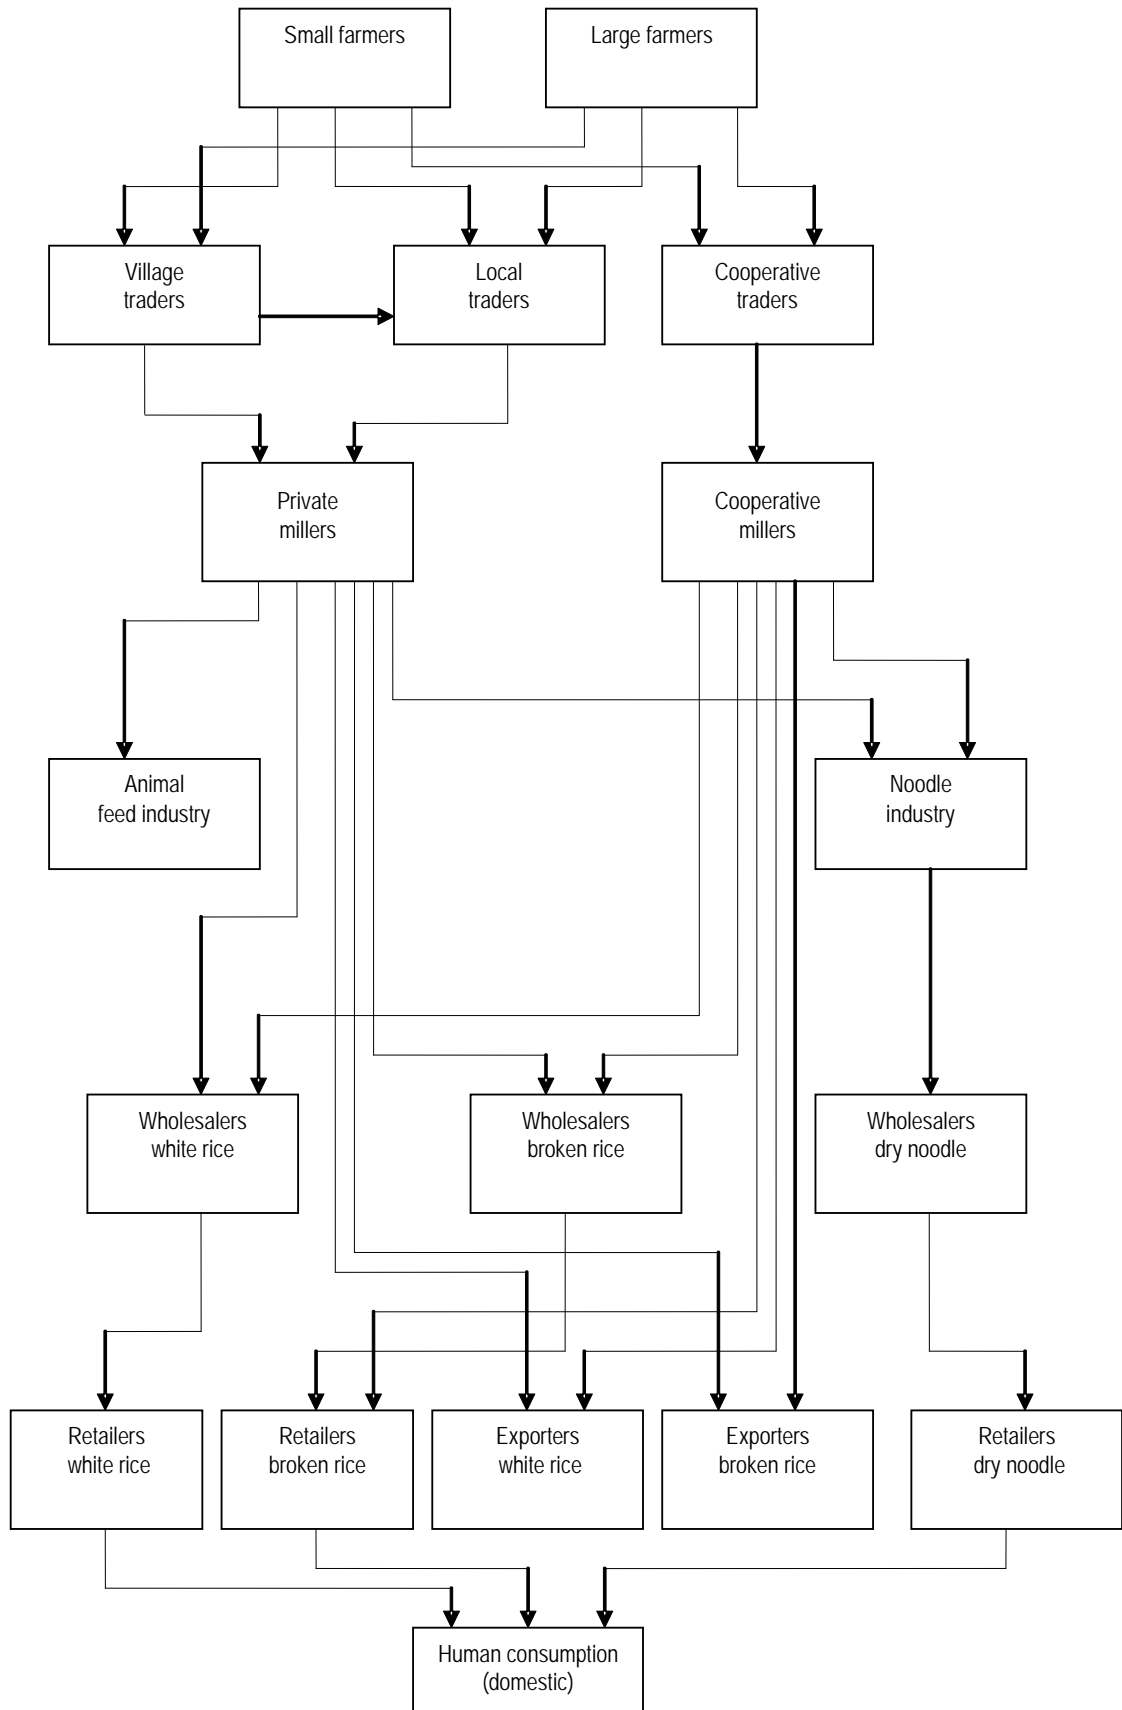 Small farmers
Large farmers
Village
traders
Local
traders
Cooperative
traders
Private
millers
Cooperative
millers
Animal
feed industry
Noodle
industry
Wholesalers
white rice
Wholesalers
broken rice
Wholesalers
dry noodle
Retailers
white rice
Retailers
broken rice
Exporters
white rice
Exporters
broken rice
Retailers
dry noodle
Human consumption
(domestic)